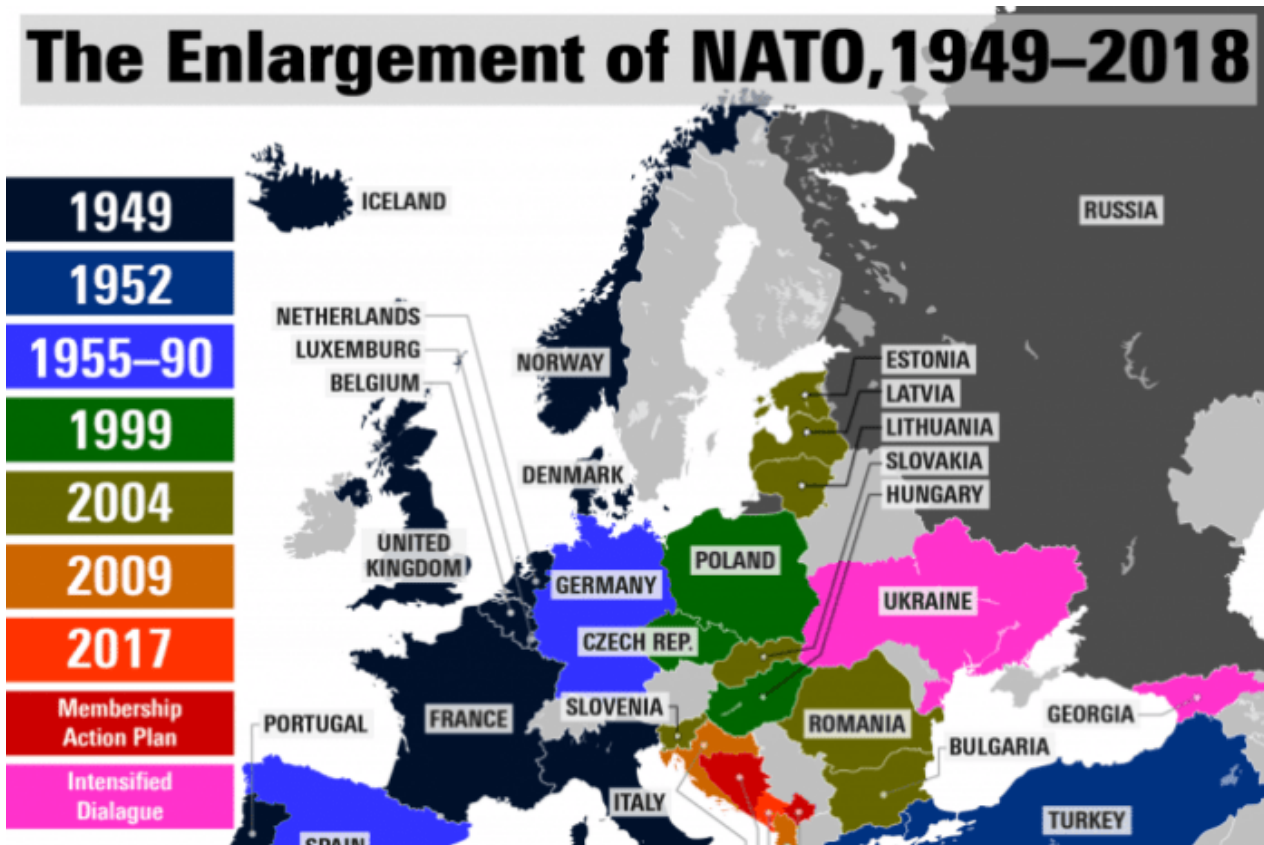 The Enlargement of NATO,1949–2018
1949
1952
1955–90
1999
2004
2009
2017
Membership
Action Plan
Intensified
Dialague
ICELAND
RUSSIA
NETHERLANDS
LUXEMBURG
BELGIUM
NORWAY
ESTONIA
LATVIA
LITHUANIA
SLOVAKIA
HUNGARY
DENMARK
UNITED
KINGDOM
GERMANY
POLAND
UKRAINE
CZECH REP.
SLOVENIA
PORTUGAL
FRANCE
ROMANIA
GEORGIA
BULGARIA
ITALY
TURKEY
SPAIN